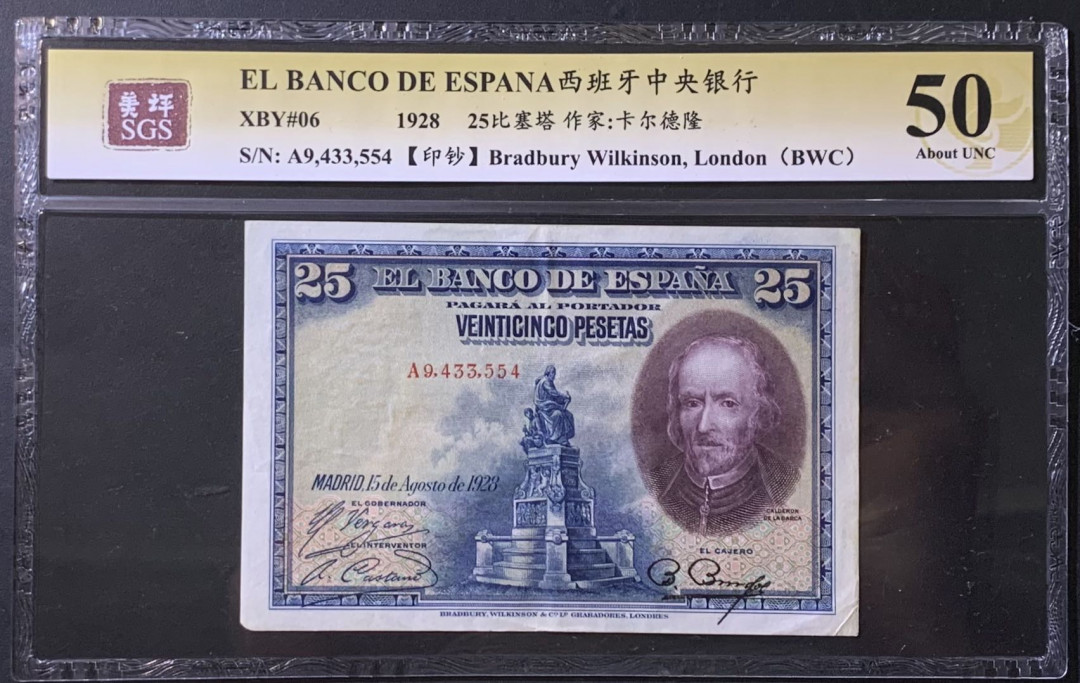 EL BANCO DE ESPANA西班牙中央银行
XBY#06 1928 25比塞塔 作家:卡尔德隆
S/N: A9,433,554【印钞】Bradbury Wilkinson, London（BWC）
美评
SGS
50
About UNC
25 EL BANCO DE ESPAÑA 25
PAGARÁ AL PORTADOR
VEINTICINCO PESETAS
A9,433,554
MADRID, 15 de Agosto de 1928
EL GOBERNADOR
EL INTERVENTOR
CALDERON
DE LA BARCA
EL CAJERO
BRADBURY, WILKINSON & Cº Lº GRABADORES, LONDRES